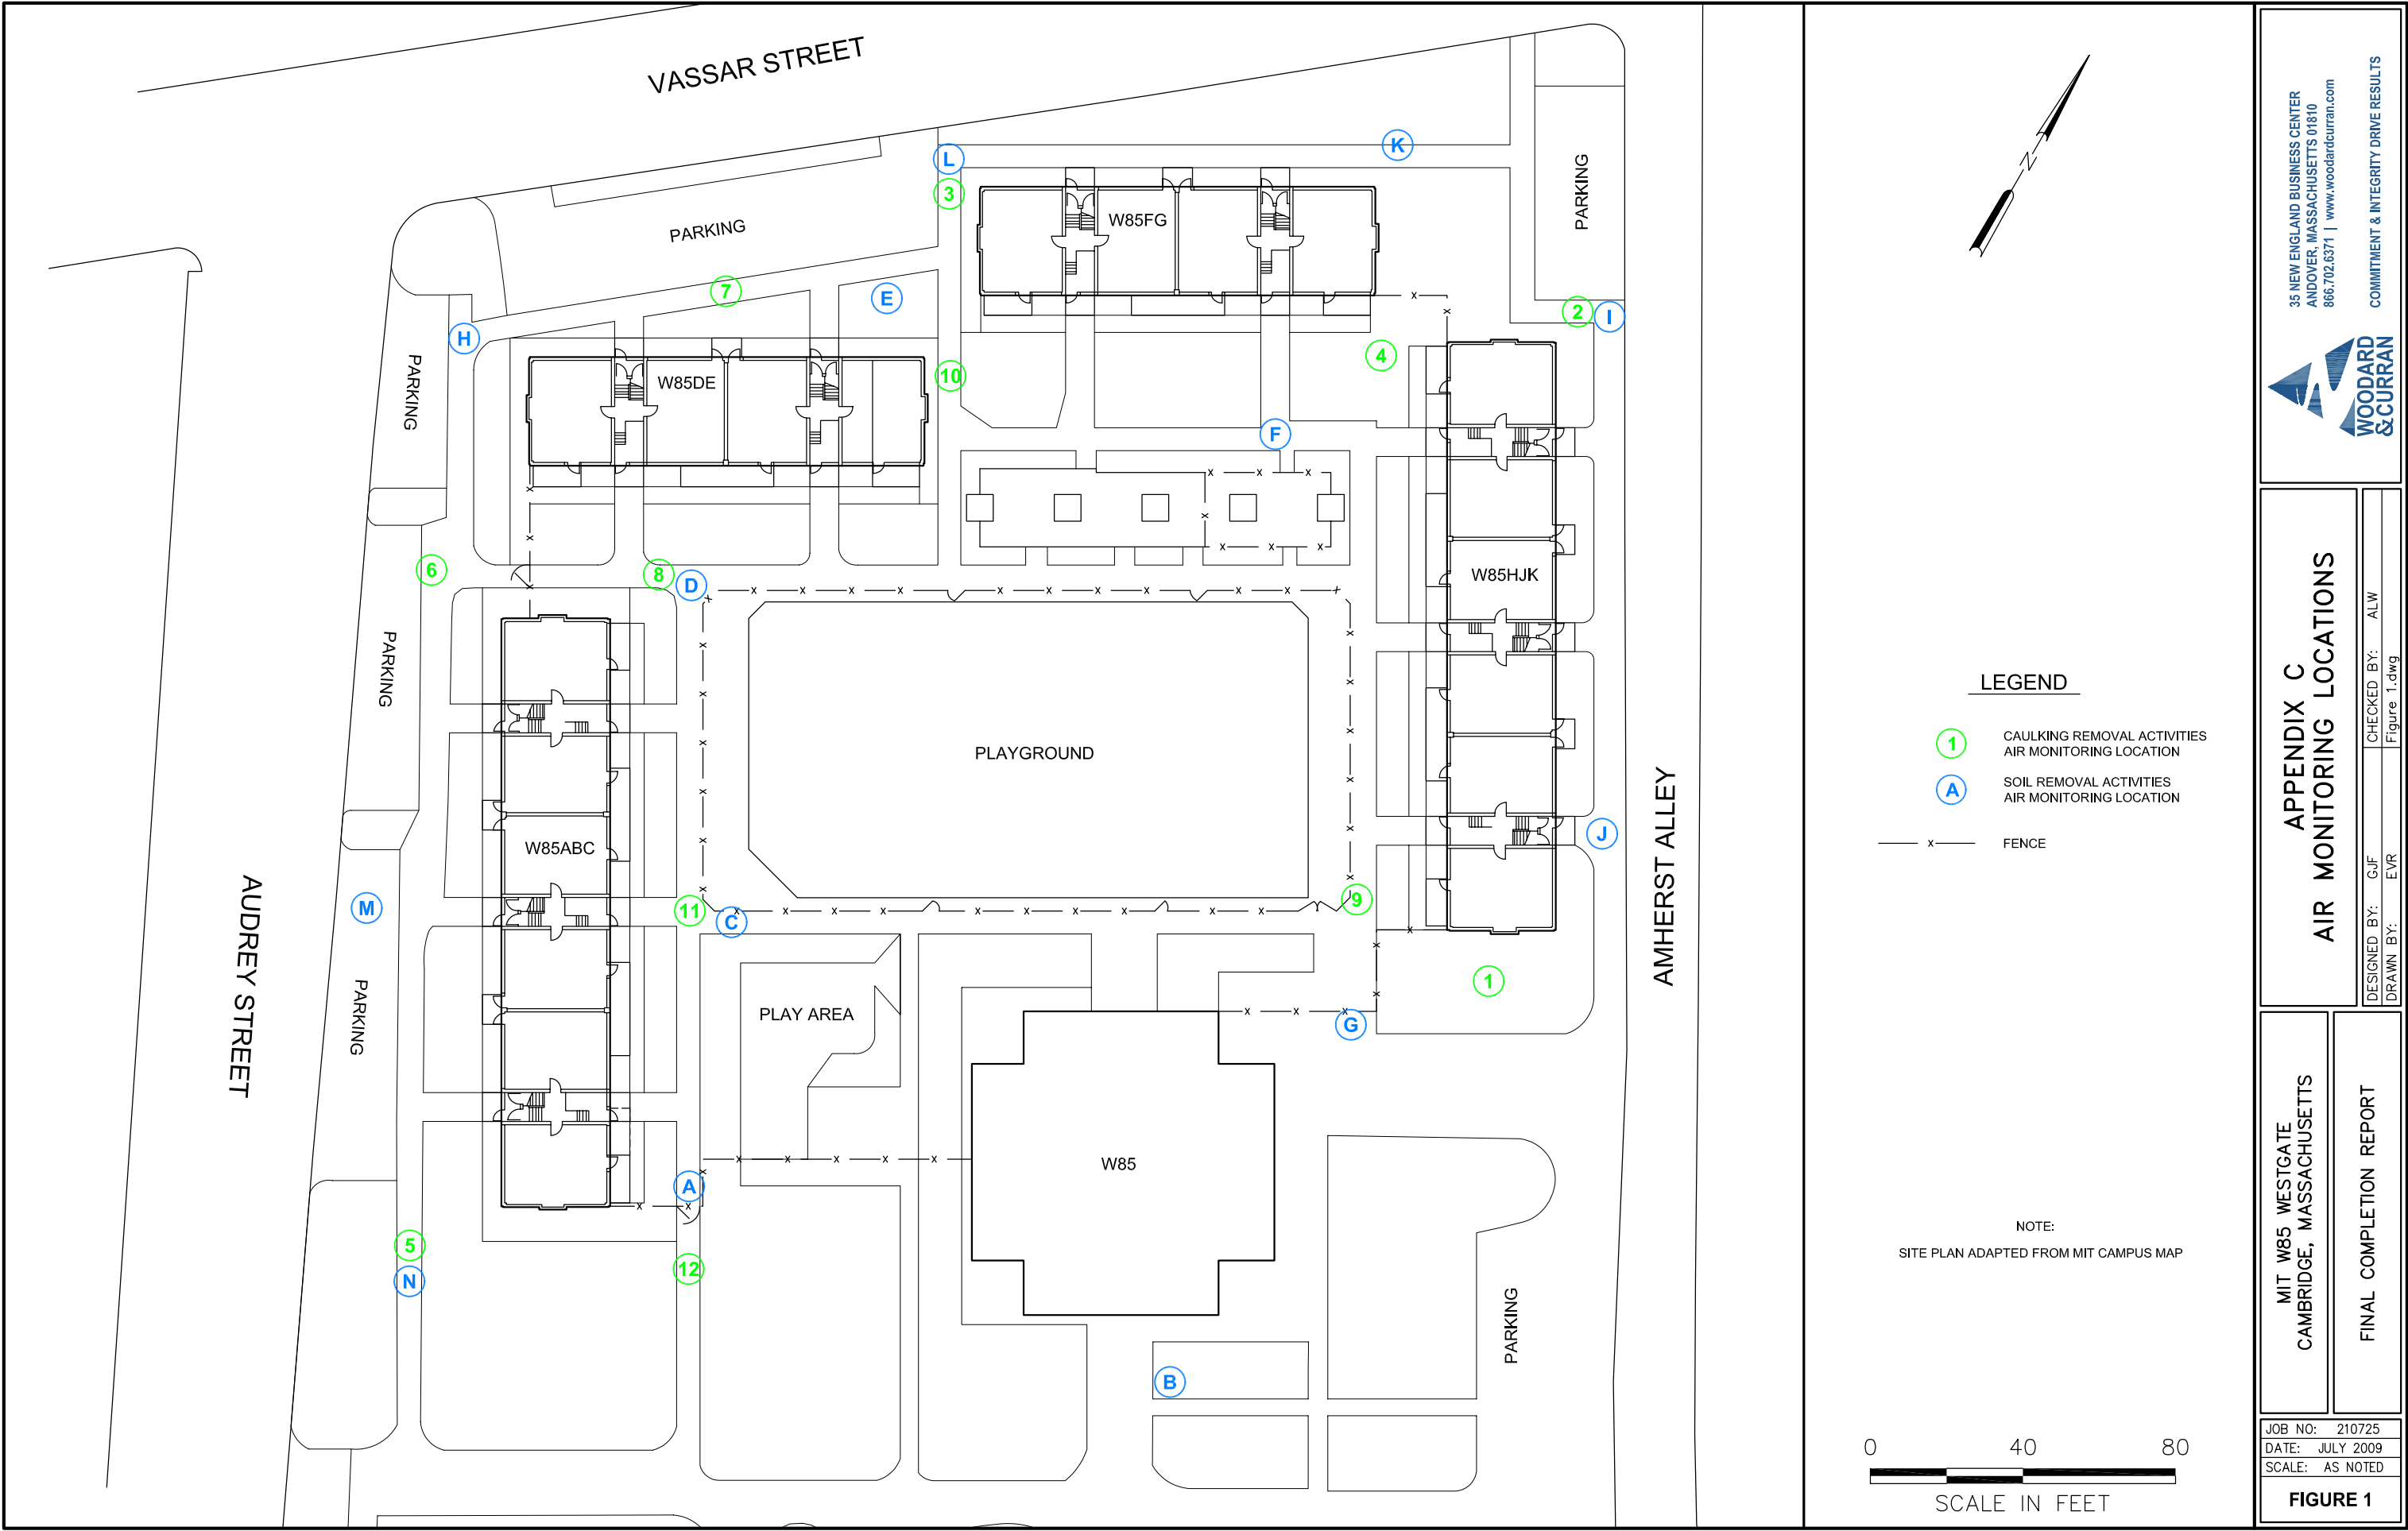 VASSAR STREET
L
K
3
W85FG
PARKING
PARKING
7
E
2
I
H
4
PARKING
W85DE
10
F
6
8
D
W85HJK
PARKING
PLAYGROUND
W85ABC
J
AUDREY STREET
M
11
C
9
AMHERST ALLEY
PARKING
PLAY AREA
1
G
W85
A
5
N
12
B
PARKING
N
LEGEND
1
CAULKING REMOVAL ACTIVITIES
AIR MONITORING LOCATION
A
SOIL REMOVAL ACTIVITIES
AIR MONITORING LOCATION
x
FENCE
NOTE:
SITE PLAN ADAPTED FROM MIT CAMPUS MAP
0 40 80
SCALE IN FEET
35 NEW ENGLAND BUSINESS CENTER
ANDOVER, MASSACHUSETTS 01810
866.702.6371 | www.woodardcurran.com
COMMITMENT & INTEGRITY DRIVE RESULTS
WOODARD
&CURRAN
APPENDIX C
AIR MONITORING LOCATIONS
DESIGNED BY: GJF
CHECKED BY: ALW
DRAWN BY: EVR
Figure 1.dwg
MIT W85 WESTGATE
CAMBRIDGE, MASSACHUSETTS
FINAL COMPLETION REPORT
JOB NO: 210725
DATE: JULY 2009
SCALE: AS NOTED
FIGURE 1